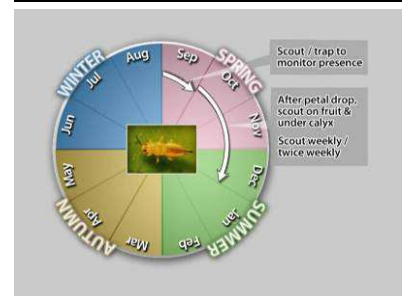 WINTER
SPRING
SUMMER
AUTUMN
Jun
Jul
Aug
Sep
Oct
Nov
Dec
Jan
Feb
Mar
Apr
May
Scout / trap to
monitor presence
After petal drop,
scout on fruit &
under calyx
Scout weekly /
twice weekly